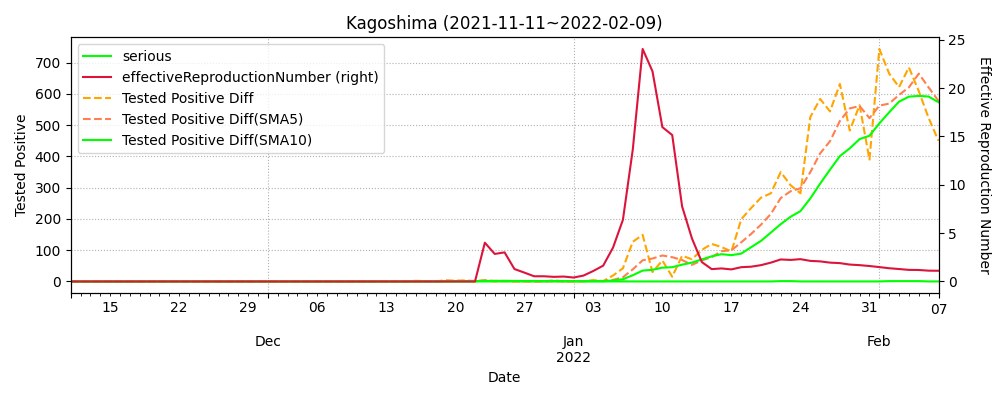 Kagoshima (2021-11-11~2022-02-09)
serious
effectiveReproductionNumber (right)
Tested Positive Diff
Tested Positive Diff(SMA5)
Tested Positive Diff(SMA10)
Tested Positive
700
600
500
400
300
200
100
0
25
20
15
10
5
0
Effective Reproduction Number
15 22 29 06 13 20 27 03 10 17 24 31 07
Dec Jan Feb
2022
Date